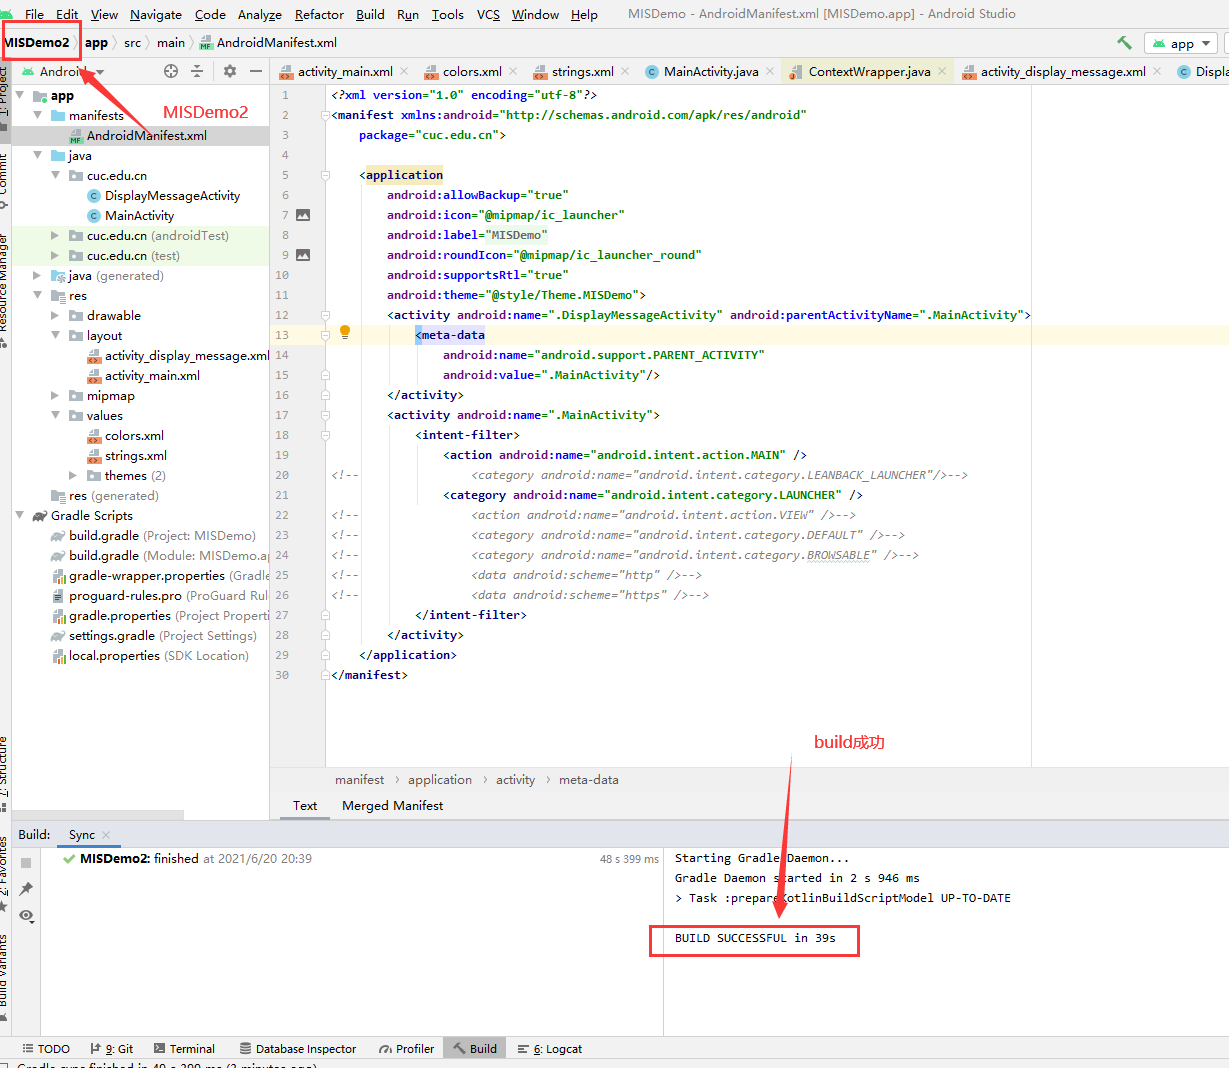 File Edit View Navigate Code Analyze Refactor Build Run Tools VCS Window Help MISDemo - AndroidManifest.xml [MISDemo.app] - Android Studio
MISDemo2 app src main AndroidManifest.xml app
Android
activity_main.xml colors.xml strings.xml MainActivity.java ContextWrapper.java activity_display_message.xml Displa
MISDemo2
app
manifests
AndroidManifest.xml
java
cuc.edu.cn
DisplayMessageActivity
MainActivity
cuc.edu.cn (androidTest)
cuc.edu.cn (test)
java (generated)
res
drawable
layout
activity_display_message.xml
activity_main.xml
mipmap
values
colors.xml
strings.xml
themes (2)
res (generated)
Gradle Scripts
build.gradle (Project: MISDemo)
build.gradle (Module: MISDemo.ap
gradle-wrapper.properties (Gradle
proguard-rules.pro (ProGuard Rul
gradle.properties (Project Properti
settings.gradle (Project Settings)
local.properties (SDK Location)
1: Project
Commit
Resource Manager
7: Structure
2: Favorites
Build Variants
1 <?xml version="1.0" encoding="utf-8"?>
2 <manifest xmlns:android="http://schemas.android.com/apk/res/android"
3 package="cuc.edu.cn">
4
5 <application
6 android:allowBackup="true"
7 android:icon="@mipmap/ic_launcher"
8 android:label="MISDemo"
9 android:roundIcon="@mipmap/ic_launcher_round"
10 android:supportsRtl="true"
11 android:theme="@style/Theme.MISDemo">
12 <activity android:name=".DisplayMessageActivity" android:parentActivityName=".MainActivity">
13 <meta-data
14 android:name="android.support.PARENT_ACTIVITY"
15 android:value=".MainActivity"/>
16 </activity>
17 <activity android:name=".MainActivity">
18 <intent-filter>
19 <action android:name="android.intent.action.MAIN" />
20 <!-- <category android:name="android.intent.category.LEANBACK_LAUNCHER"/>-->
21 <category android:name="android.intent.category.LAUNCHER" />
22 <!-- <action android:name="android.intent.action.VIEW" />-->
23 <!-- <category android:name="android.intent.category.DEFAULT" />-->
24 <!-- <category android:name="android.intent.category.BROWSABLE" />-->
25 <!-- <data android:scheme="http" />-->
26 <!-- <data android:scheme="https" />-->
27 </intent-filter>
28 </activity>
29 </application>
30 </manifest>
build成功
manifest application activity meta-data
Text Merged Manifest
Build: Sync
MISDemo2: finished at 2021/6/20 20:39 48 s 399 ms
Starting Gradle Daemon...
Gradle Daemon started in 2 s 946 ms
> Task :prepareKotlinBuildScriptModel UP-TO-DATE
BUILD SUCCESSFUL in 39s
TODO 9: Git Terminal Database Inspector Profiler Build 6: Logcat
Gradle sync finished in 48 s 399 ms (3 minutes ago)